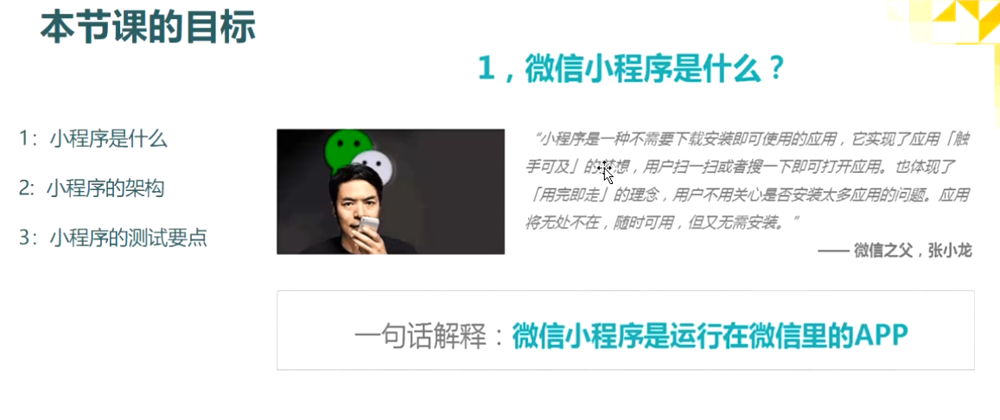 本节课的目标
1：小程序是什么
2: 小程序的架构
3：小程序的测试要点
1，微信小程序是什么？
“小程序是一种不需要下载安装即可使用的应用，它实现了应用「触
手可及」的想，用户扫一扫或者搜一下即可打开应用。也体现了
「用完即走」的理念，用户不用关心是否安装太多应用的问题。应用
将无处不在，随时可用，但又无需安装。”
—— 微信之父，张小龙
一句话解释：微信小程序是运行在微信里的APP